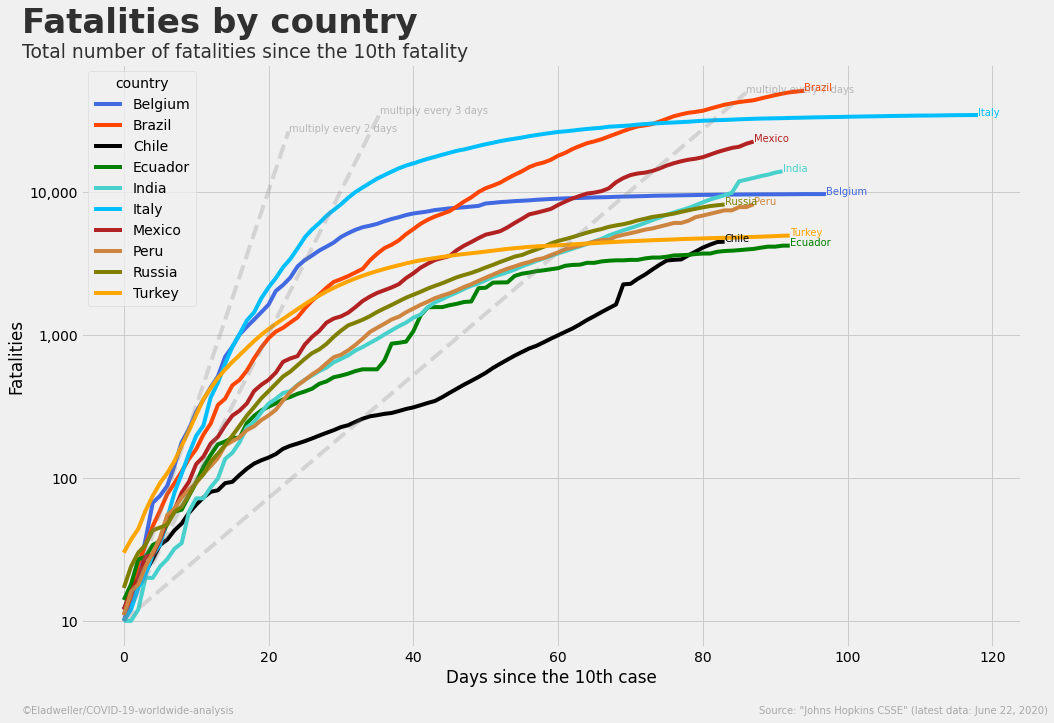 Fatalities by country
Total number of fatalities since the 10th fatality
country
Belgium
Brazil
Chile
Ecuador
India
Italy
Mexico
Peru
Russia
Turkey
multiply every 2 days
multiply every 3 days
multiply every days
Brazil
Italy
Mexico
India
Belgium
Russia
Peru
Chile
Turkey
Ecuador
Fatalities
10,000
1,000
100
10
0
20
40
60
80
100
120
Days since the 10th case
©Eladweller/COVID-19-worldwide-analysis
Source: "Johns Hopkins CSSE" (latest data: June 22, 2020)